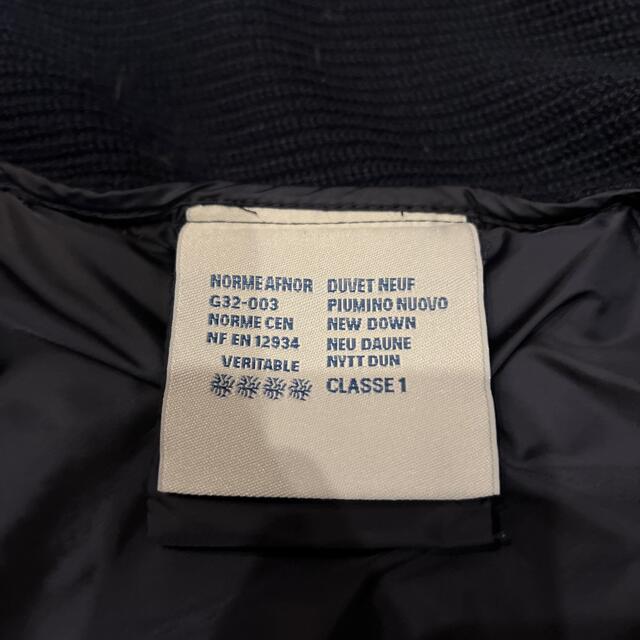 NORME AFNOR
G32-003
NORME CEN
NF EN 12934
VERITABLE
DUVET NEUF
PIUMINO NUOVO
NEW DOWN
NEU DAUNE
NYTT DUN
CLASSE 1